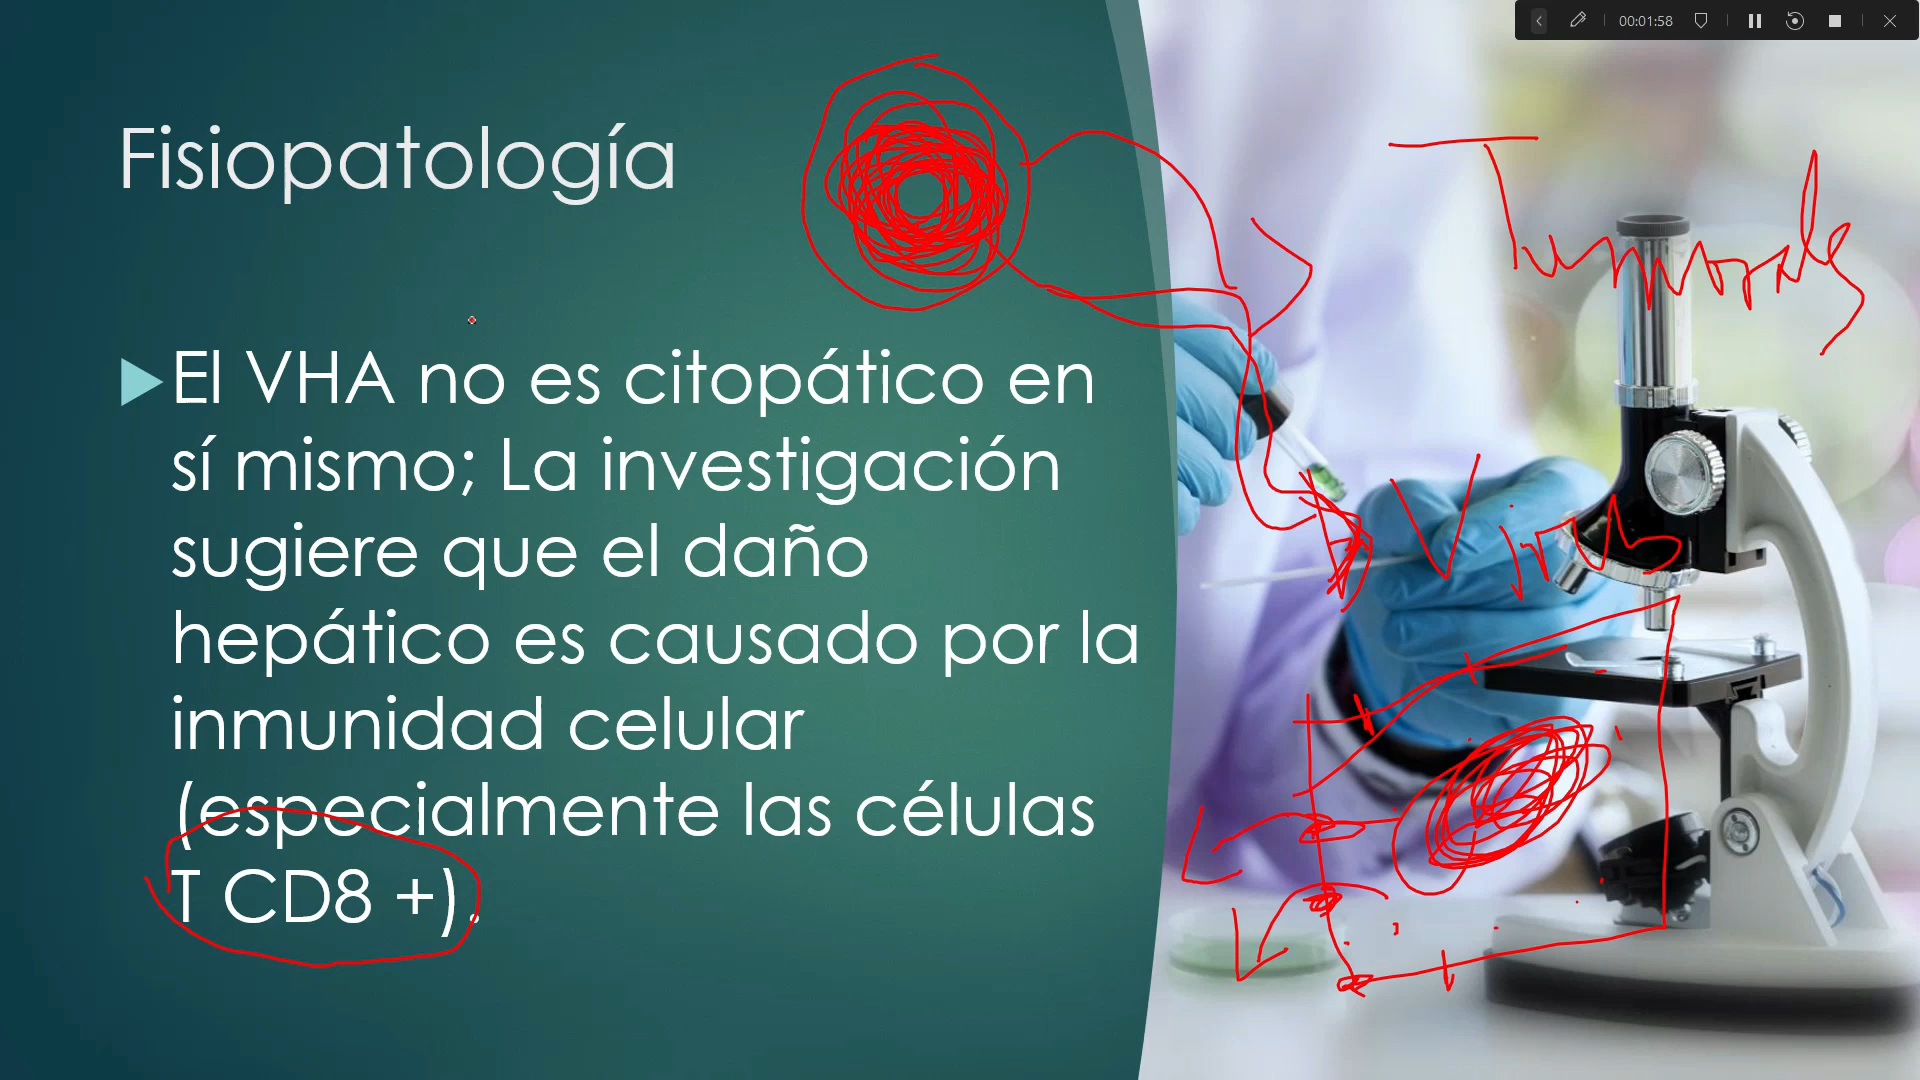 00:01:58
Fisiopatología
Tumorales
El VHA no es citopático en
sí mismo; La investigación
sugiere que el daño
hepático es causado por la
inmunidad celular
(especialmente las células
T CD8 +).
Virus